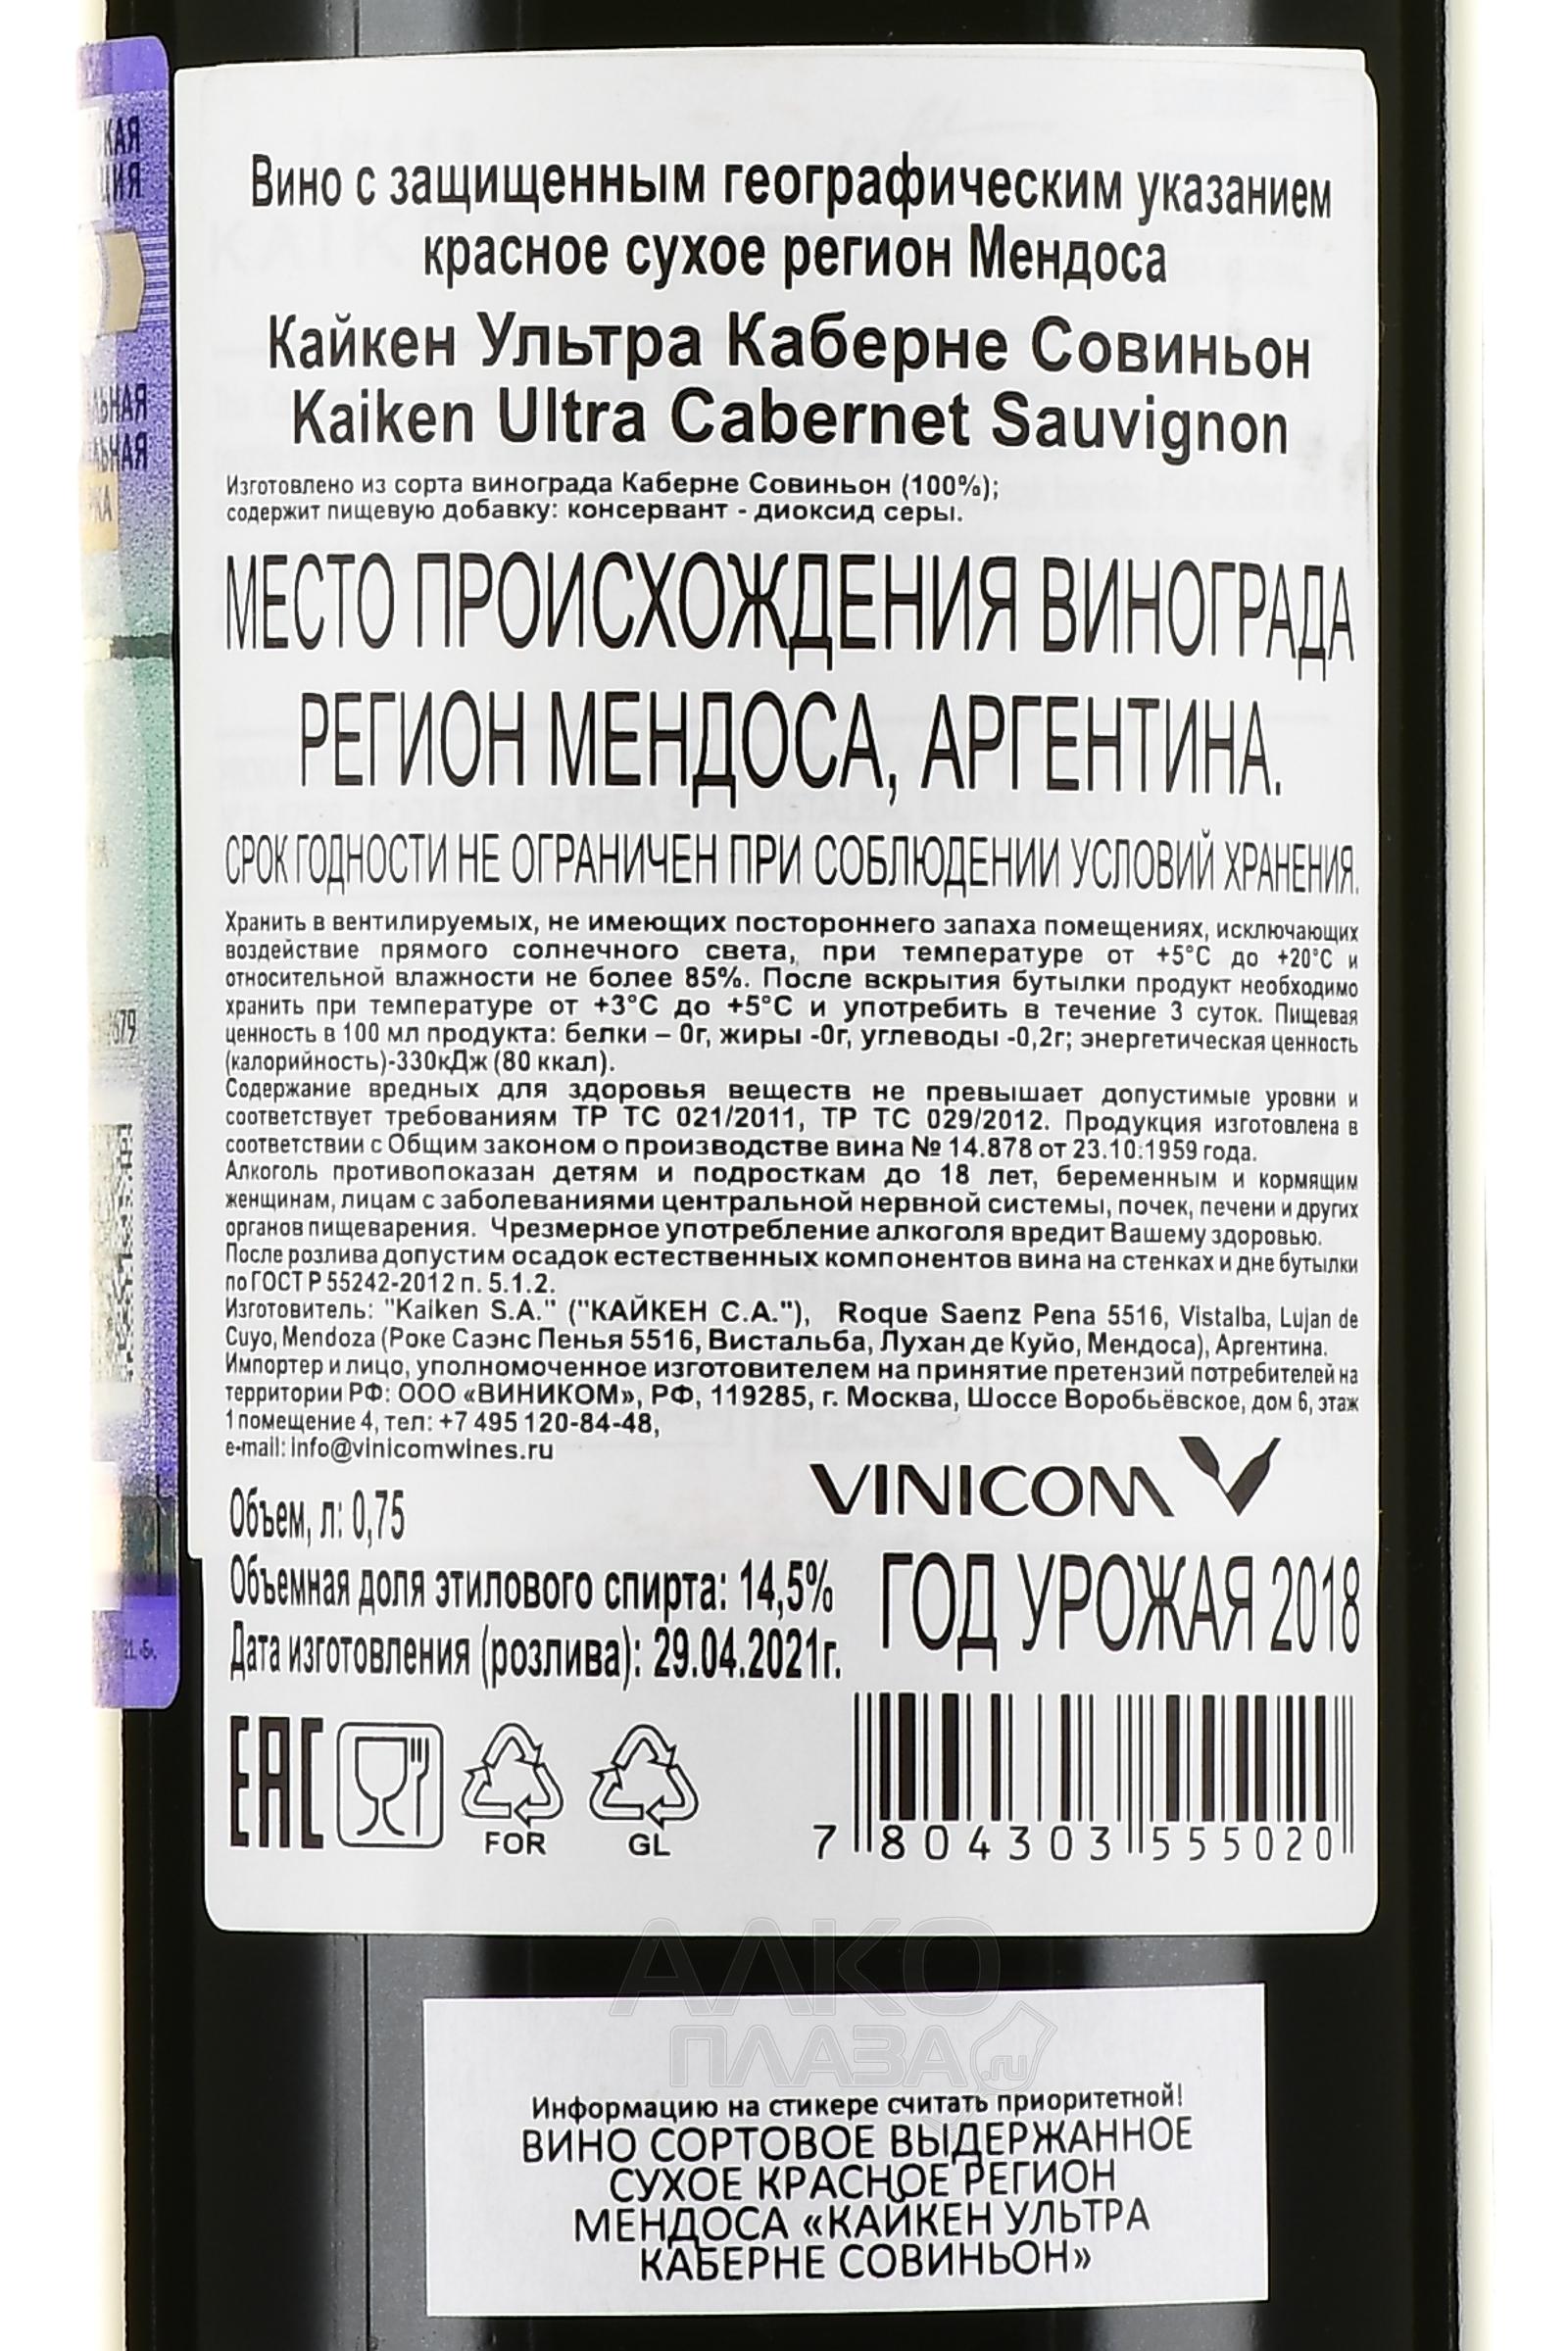 КАЯ
ЦИЯ
ЛЬНАЯ
АЛЬНАЯ
РКА
679
Вино с защищенным географическим указанием
красное сухое регион Мендоса
Кайкен Ультра Каберне Совиньон
Kaiken Ultra Cabernet Sauvignon
Изготовлено из сорта винограда Каберне Совиньон (100%);
содержит пищевую добавку: консервант - диоксид серы.
МЕСТО ПРОИСХОЖДЕНИЯ ВИНОГРАДА
РЕГИОН МЕНДОСА, АРГЕНТИНА.
СРОК ГОДНОСТИ НЕ ОГРАНИЧЕН ПРИ СОБЛЮДЕНИИ УСЛОВИЙ ХРАНЕНИЯ.
Хранить в вентилируемых, не имеющих постороннего запаха помещениях, исключающих
воздействие прямого солнечного света, при температуре от +5°С до +20°С и
относительной влажности не более 85%. После вскрытия бутылки продукт необходимо
хранить при температуре от +3°С до +5°С и употребить в течение 3 суток. Пищевая
ценность в 100 мл продукта: белки – 0г, жиры -0г, углеводы -0,2г; энергетическая ценность
(калорийность)-330кДж (80 ккал).
Содержание вредных для здоровья веществ не превышает допустимые уровни и
соответствует требованиям ТР ТС 021/2011, ТР ТС 029/2012. Продукция изготовлена в
соответствии с Общим законом о производстве вина № 14.878 от 23.10.1959 года.
Алкоголь противопоказан детям и подросткам до 18 лет, беременным и кормящим
женщинам, лицам с заболеваниями центральной нервной системы, почек, печени и других
органов пищеварения. Чрезмерное употребление алкоголя вредит Вашему здоровью.
После розлива допустим осадок естественных компонентов вина на стенках и дне бутылки
по ГОСТ Р 55242-2012 п. 5.1.2.
Изготовитель: "Kaiken S.A." ("КАЙКЕН С.А."), Roque Saenz Pena 5516, Vistalba, Lujan de
Cuyo, Mendoza (Роке Саэнс Пенья 5516, Вистальба, Лухан де Куйо, Мендоса), Аргентина.
Импортер и лицо, уполномоченное изготовителем на принятие претензий потребителей на
территории РФ: ООО «ВИНИКОМ», РФ, 119285, г. Москва, Шоссе Воробьёвское, дом 6, этаж
1 помещение 4, тел: +7 495 120-84-48,
e-mail: info@vinicomwines.ru
VINICOM
Объем, л: 0,75
Объемная доля этилового спирта: 14,5%
Дата изготовления (розлива): 29.04.2021г.
ГОД УРОЖАЯ 2018
EAC
FOR
GL
7 804303 555020
АЛКО
ПЛАЗА
.ru
Информацию на стикере считать приоритетной!
ВИНО СОРТОВОЕ ВЫДЕРЖАННОЕ
СУХОЕ КРАСНОЕ РЕГИОН
МЕНДОСА «КАЙКЕН УЛЬТРА
КАБЕРНЕ СОВИНЬОН»